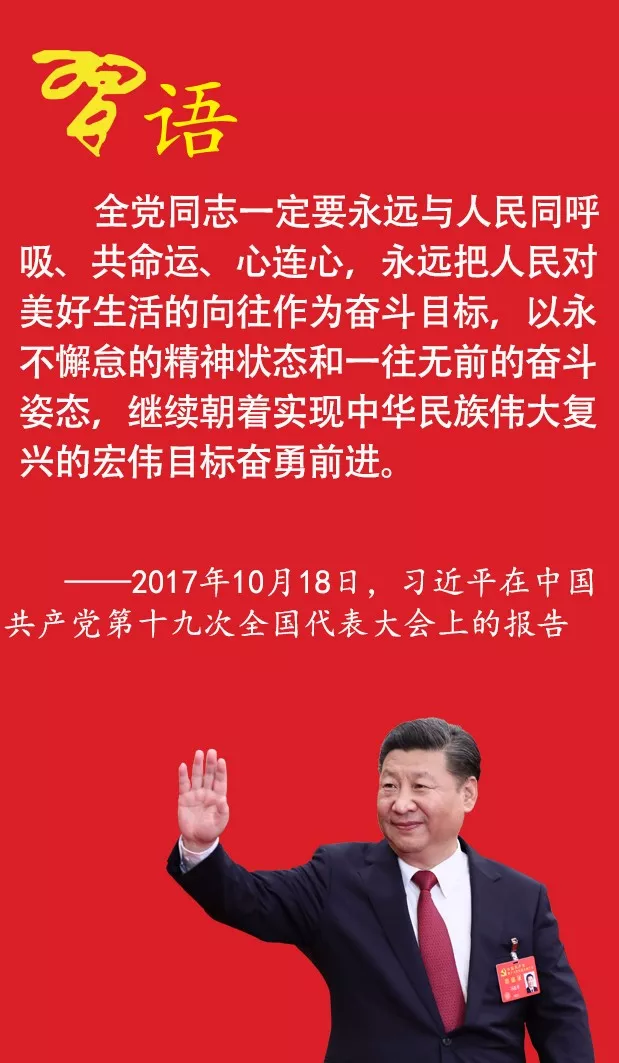 習语
全党同志一定要永远与人民同呼
吸、共命运、心连心，永远把人民对
美好生活的向往作为奋斗目标，以永
不懈怠的精神状态和一往无前的奋斗
姿态，继续朝着实现中华民族伟大复
兴的宏伟目标奋勇前进。
——2017年10月18日，习近平在中国
共产党第十九次全国代表大会上的报告